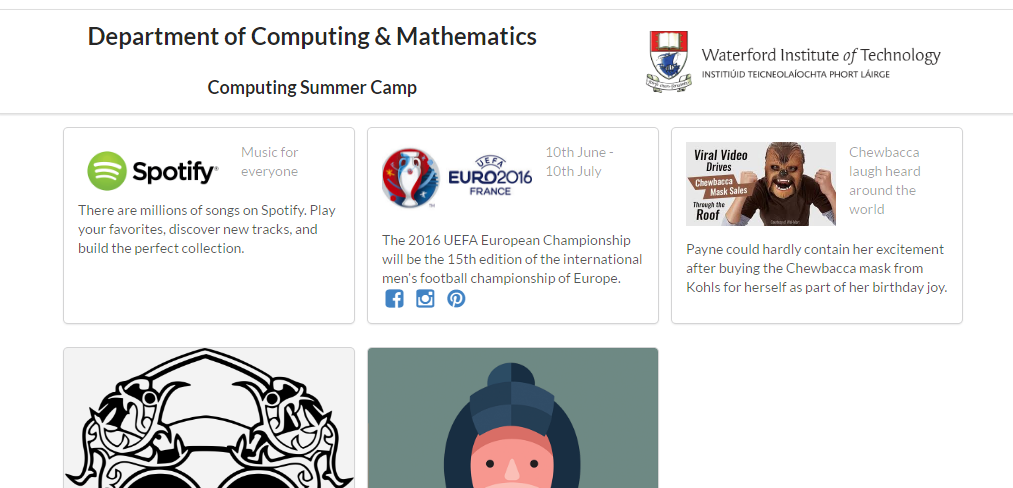 Department of Computing & Mathematics
Computing Summer Camp
Waterford Institute of Technology
INSTITIÚID TEICNEOLAÍOCHTA PHORT LÁIRGE
Spotify
Music for
everyone
There are millions of songs on Spotify. Play
your favorites, discover new tracks, and
build the perfect collection.
UEFA
EURO2016
FRANCE
10th June -
10th July
The 2016 UEFA European Championship
will be the 15th edition of the international
men's football championship of Europe.
Viral Video
Drives
Chewbacca
Mask Sales
Through the
Roof
Chewbacca
laugh heard
around the
world
Payne could hardly contain her excitement
after buying the Chewbacca mask from
Kohls for herself as part of her birthday joy.